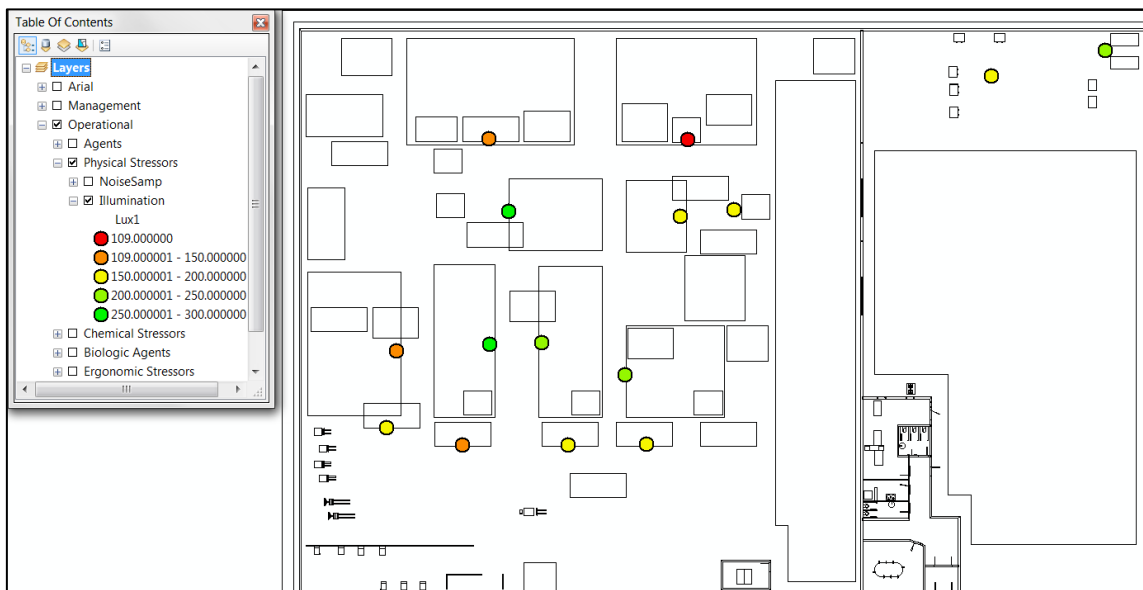 Table Of Contents
Layers
Arial
Management
Operational
Agents
Physical Stressors
NoiseSamp
Illumination
Lux1
109.000000
109.000001 - 150.000000
150.000001 - 200.000000
200.000001 - 250.000000
250.000001 - 300.000000
Chemical Stressors
Biologic Agents
Ergonomic Stressors